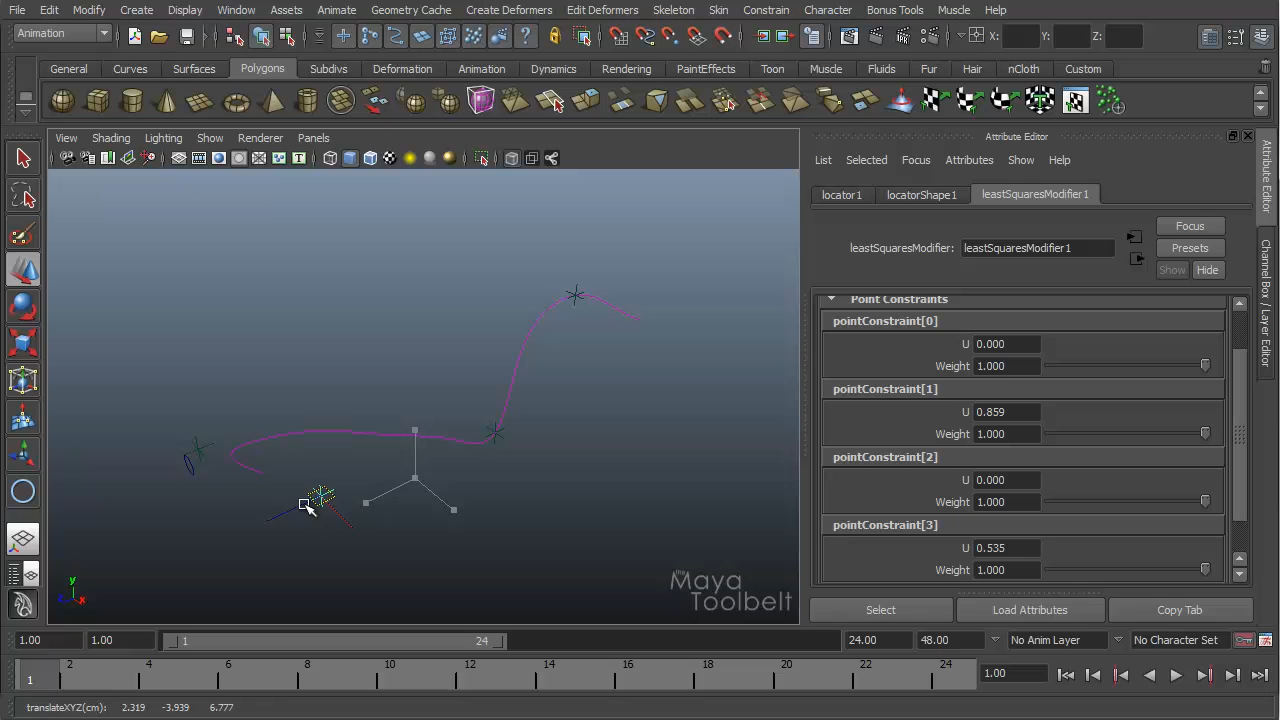 File Edit Modify Create Display Window Assets Animate Geometry Cache Create Deformers Edit Deformers Skeleton Skin Constrain Character Bonus Tools Muscle Help
Animation X: Y: Z:
General Curves Surfaces Polygons Subdivs Deformation Animation Dynamics Rendering PaintEffects Toon Muscle Fluids Fur Hair nCloth Custom
View Shading Lighting Show Renderer Panels
Attribute Editor
List Selected Focus Attributes Show Help
locator1 locatorShape1 leastSquaresModifier1
Focus
leastSquaresModifier: leastSquaresModifier1 Presets
Show Hide
Point Constraints
pointConstraint[0]
U 0.000
Weight 1.000
pointConstraint[1]
U 0.859
Weight 1.000
pointConstraint[2]
U 0.000
Weight 1.000
pointConstraint[3]
U 0.535
Weight 1.000
Select Load Attributes Copy Tab
Attribute Editor
Channel Box / Layer Editor
y
x
the Maya
Toolbelt
1.00 1.00 1 24 24.00 48.00 No Anim Layer No Character Set
2 4 6 8 10 12 14 16 18 20 22 24
1 1.00
translateXYZ(cm): 2.319 -3.939 6.777